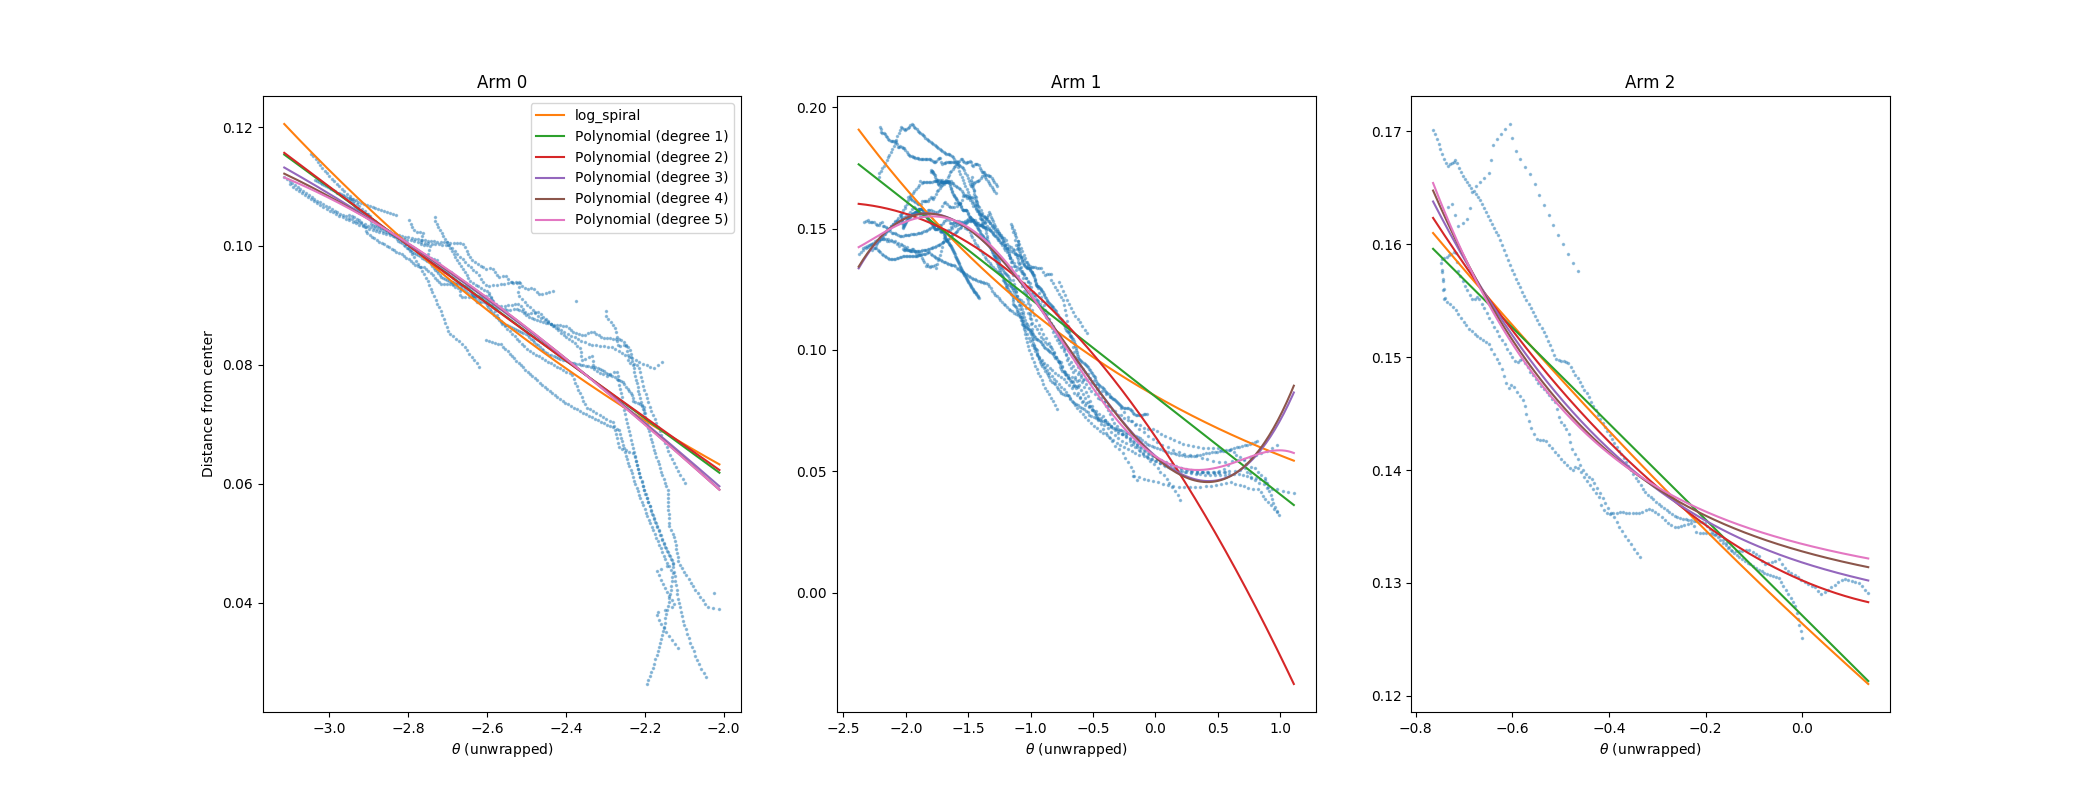 Arm 0
Arm 1
Arm 2
log_spiral
Polynomial (degree 1)
Polynomial (degree 2)
Polynomial (degree 3)
Polynomial (degree 4)
Polynomial (degree 5)
Distance from center
0.12
0.10
0.08
0.06
0.04
−3.0 −2.8 −2.6 −2.4 −2.2 −2.0
θ (unwrapped)
0.20
0.15
0.10
0.05
0.00
−2.5 −2.0 −1.5 −1.0 −0.5 0.0 0.5 1.0
θ (unwrapped)
0.17
0.16
0.15
0.14
0.13
0.12
−0.8 −0.6 −0.4 −0.2 0.0
θ (unwrapped)